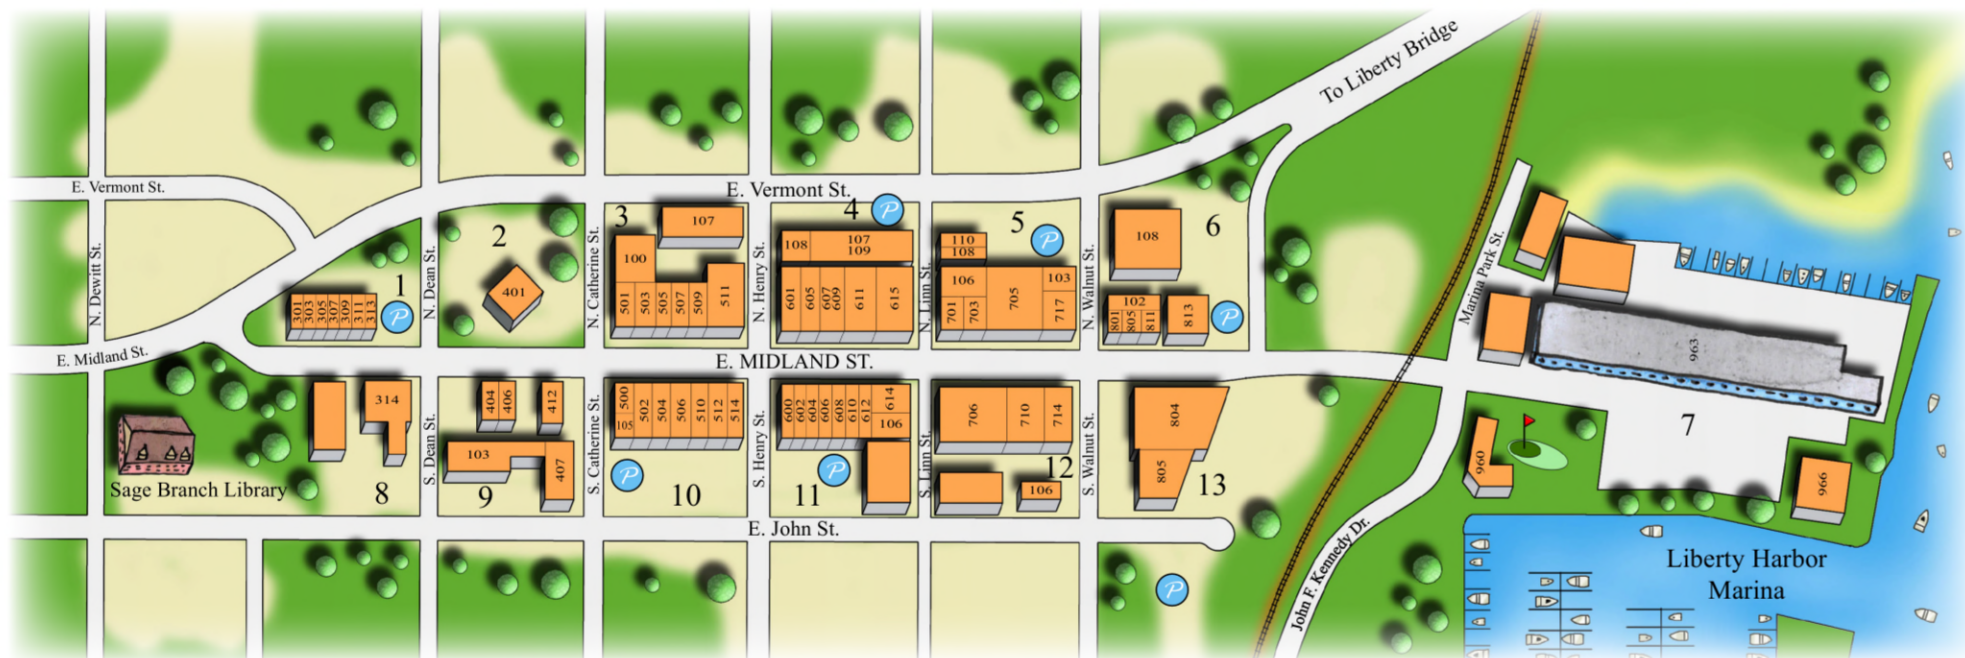 To Liberty Bridge
E. Vermont St.
E. Vermont St.
N. Dewitt St.
N. Dean St.
N. Catherine St.
N. Henry St.
N. Linn St.
N. Walnut St.
Marina Park St.
1
301
303
305
307
309
311
313
P
2
401
3
107
100
501
503
505
507
509
511
4
P
108
107
109
601
605
607
609
611
615
5
P
110
108
106
103
701
703
705
717
6
108
102
801
805
811
813
P
E. Midland St.
E. MIDLAND ST.
963
7
960
966
Sage Branch Library
314
8
S. Dean St.
404
406
412
103
407
9
S. Catherine St.
500
105
502
504
506
510
512
514
P
10
S. Henry St.
600
602
604
606
608
610
612
614
106
P
11
S. Linn St.
706
710
714
106
12
S. Walnut St.
804
805
13
E. John St.
P
John F. Kennedy Dr.
Liberty Harbor
Marina